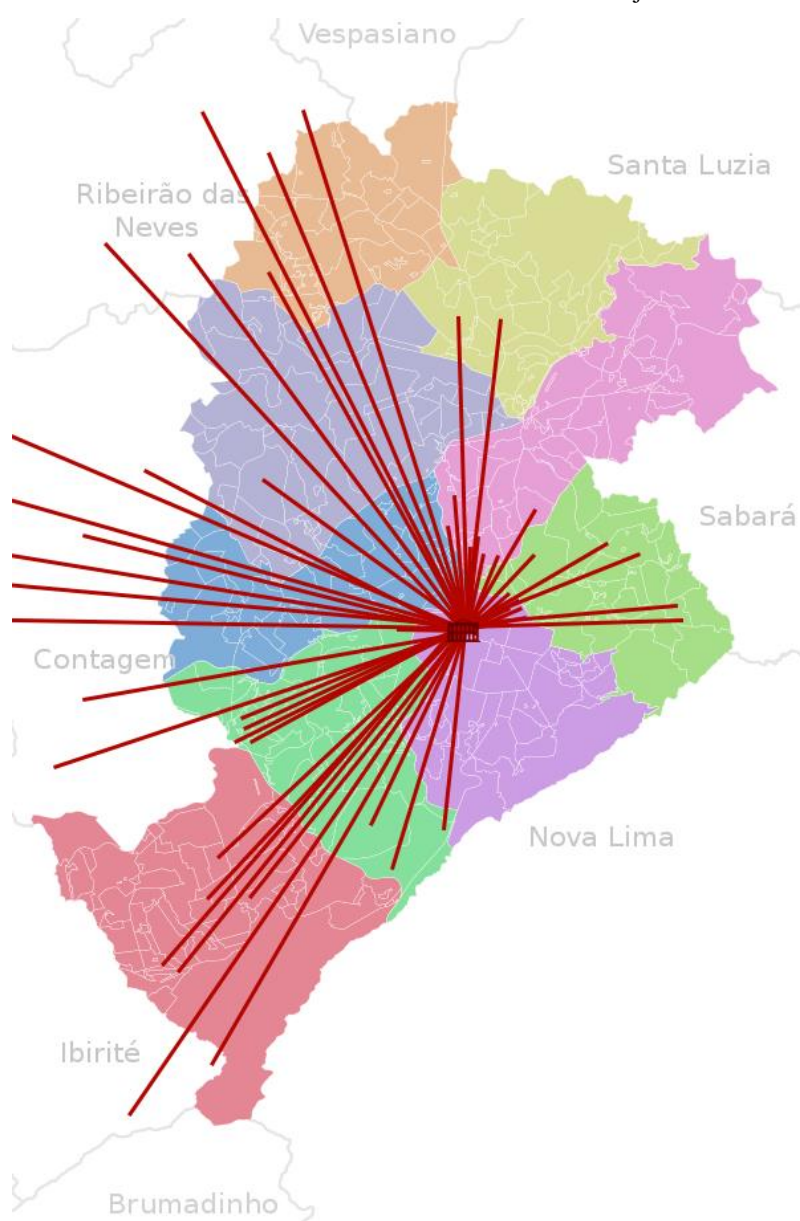 Vespasiano
Santa Luzia
Ribeirão das
Neves
Sabará
Contagem
Nova Lima
Ibirité
Brumadinho